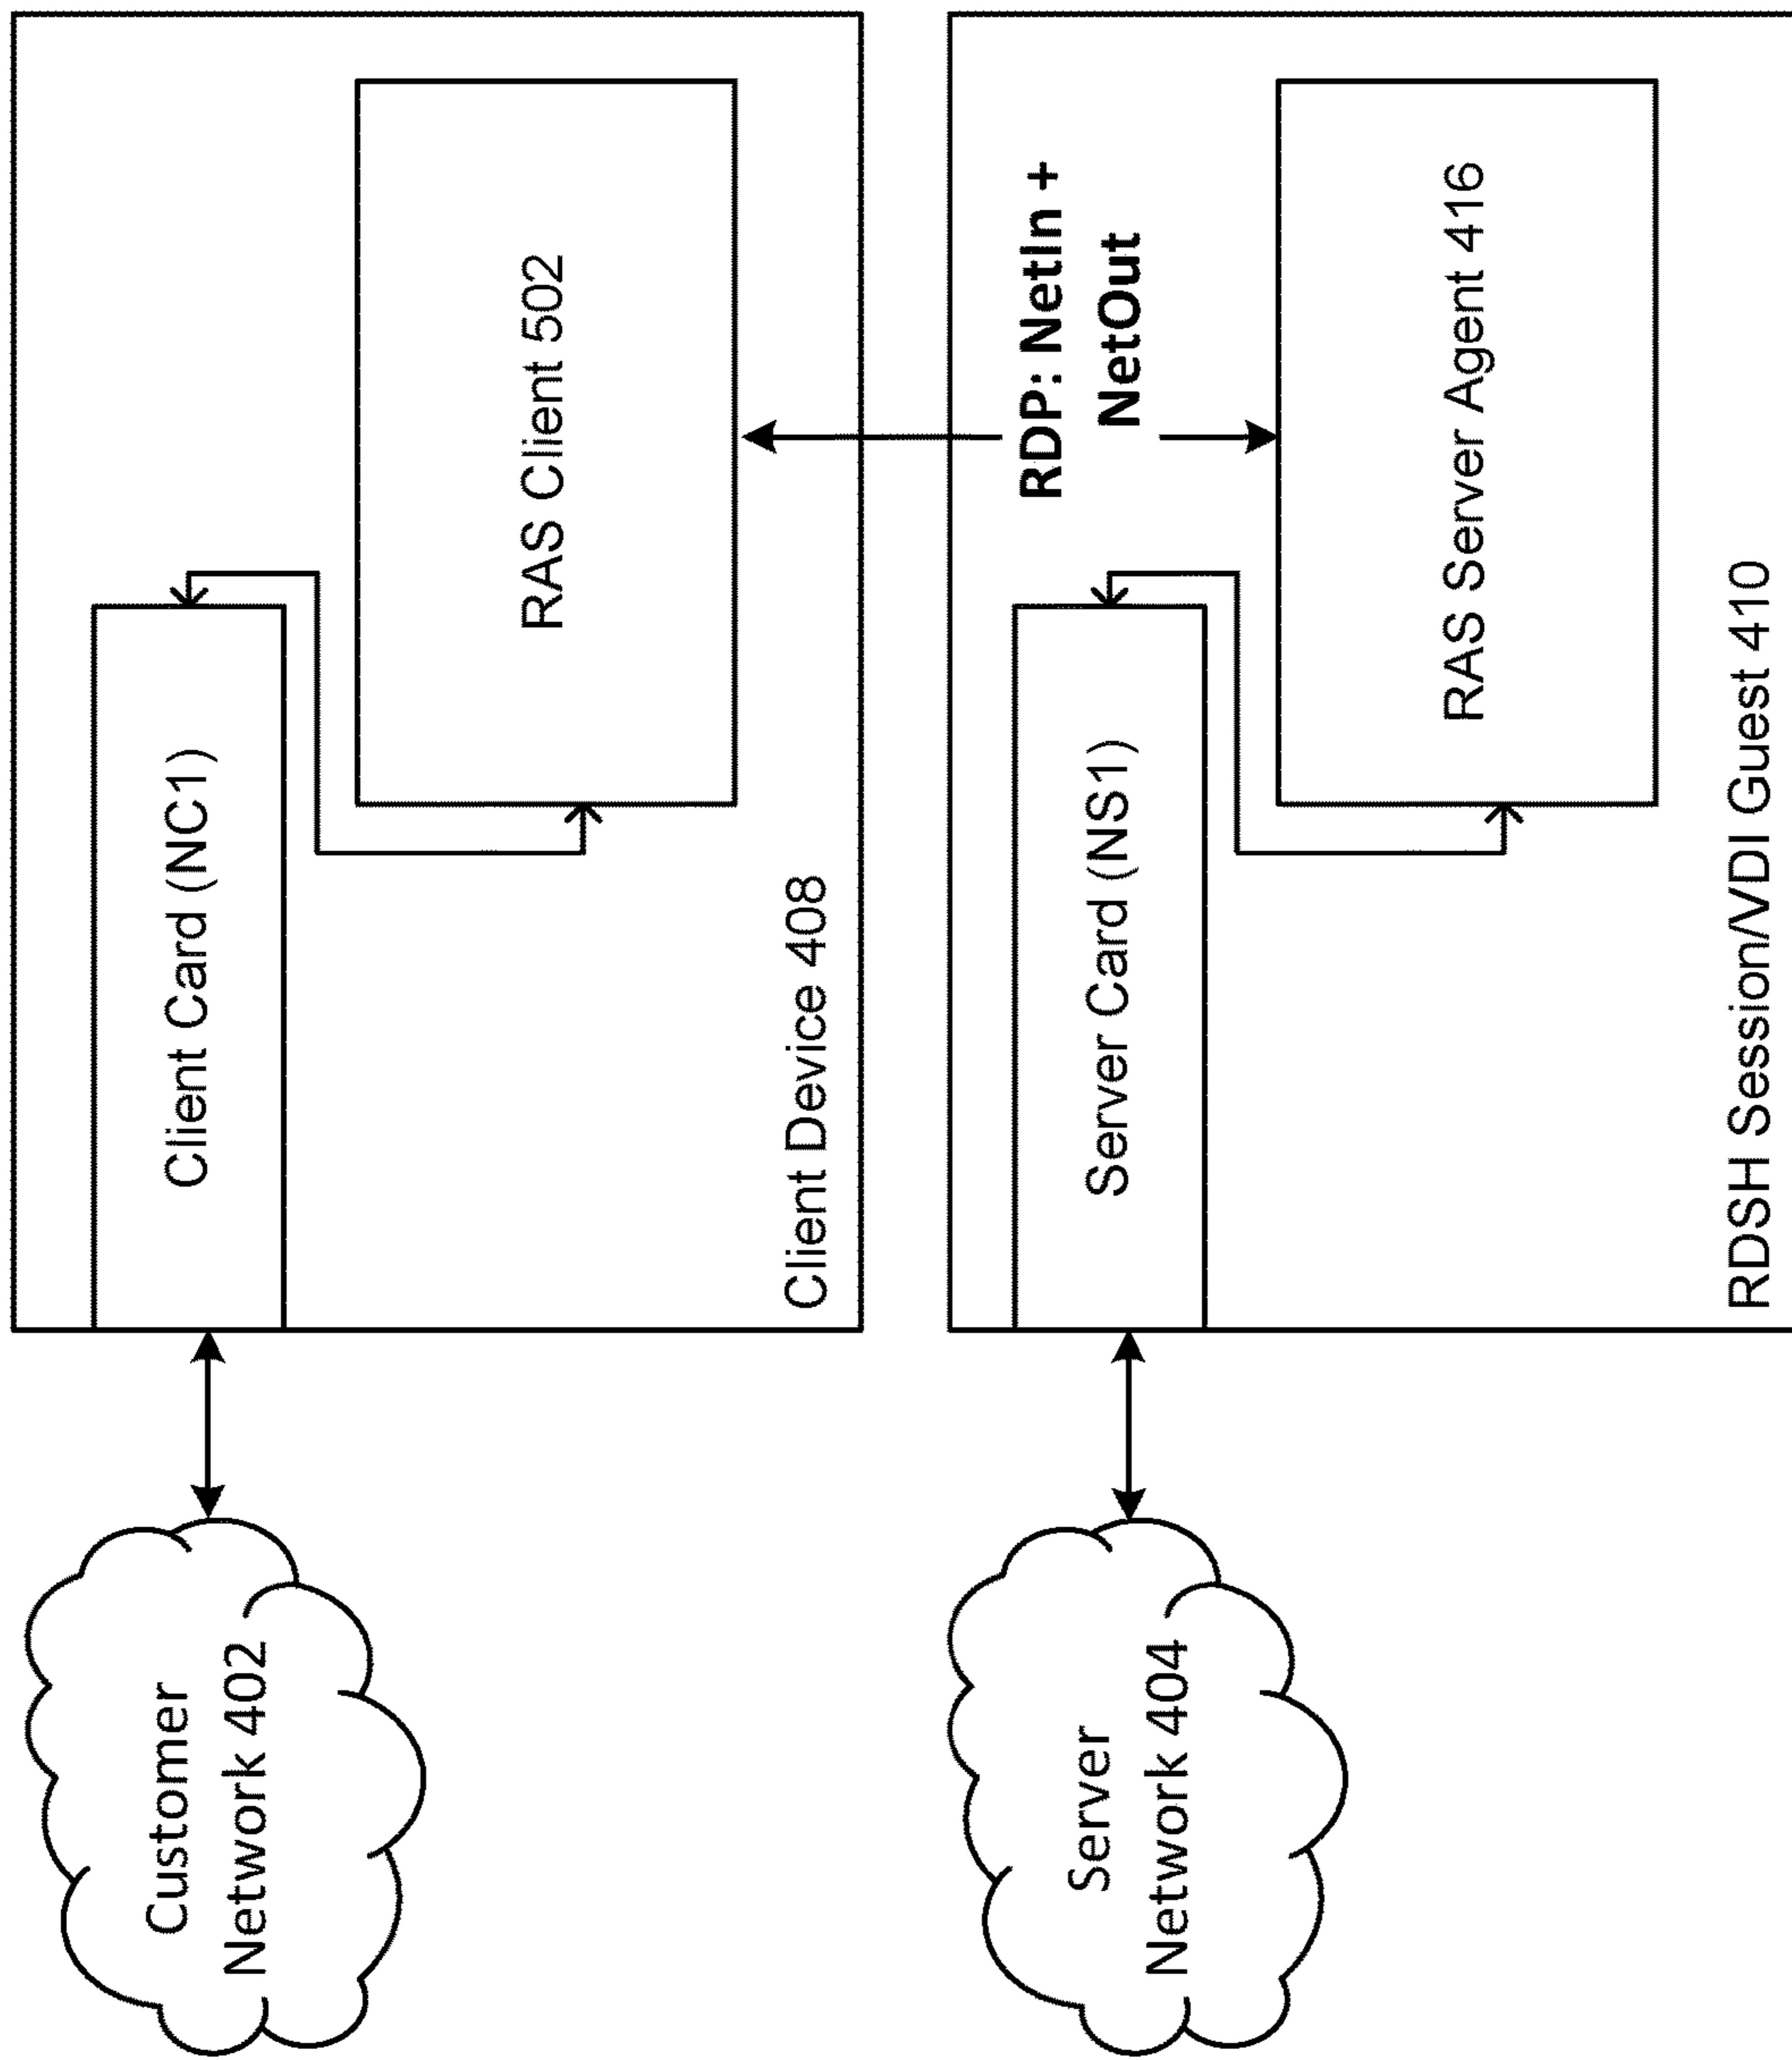 Customer
Network 402
Client Card (NC1)
RAS Client 502
Client Device 408
RDP: NetIn +
NetOut
Server
Network 404
Server Card (NS1)
RAS Server Agent 416
RDSH Session/VDI Guest 410